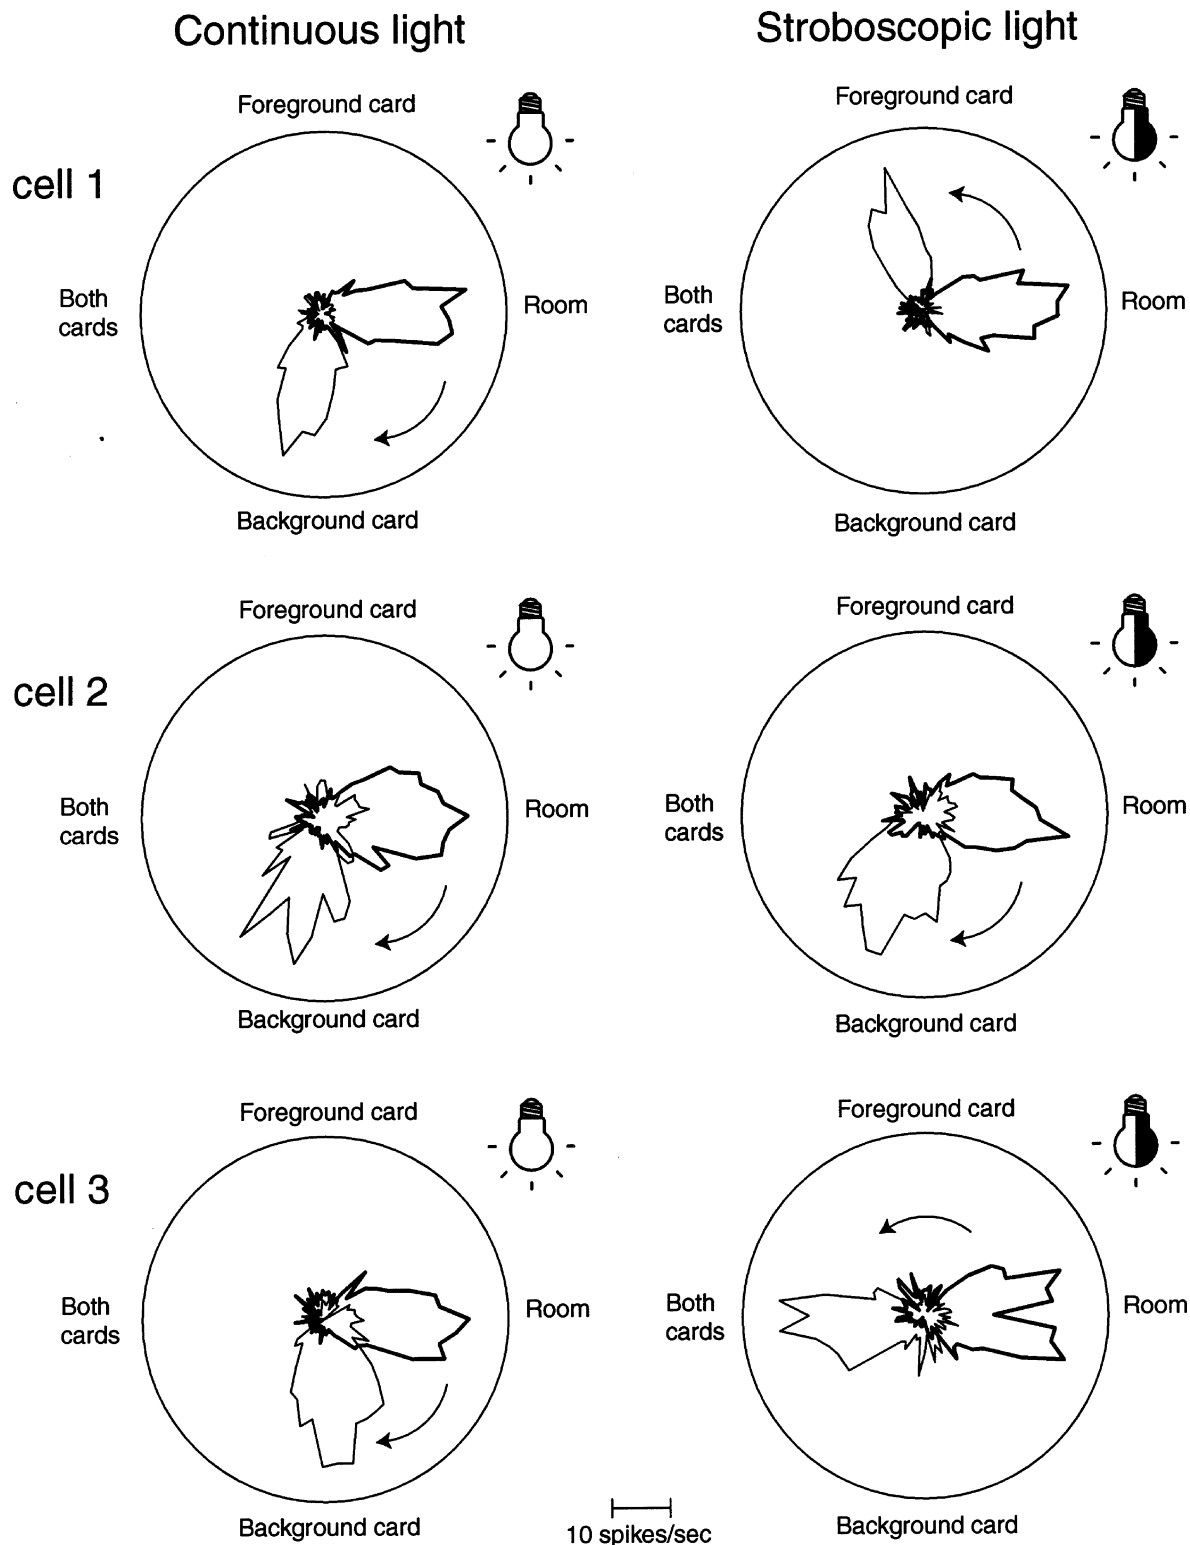 Continuous light
Stroboscopic light
cell 1
Foreground card
Both
cards
Room
Background card
Foreground card
Both
cards
Room
Background card
cell 2
Foreground card
Both
cards
Room
Background card
Foreground card
Both
cards
Room
Background card
cell 3
Foreground card
Both
cards
Room
Background card
Foreground card
Both
cards
Room
Background card
10 spikes/sec